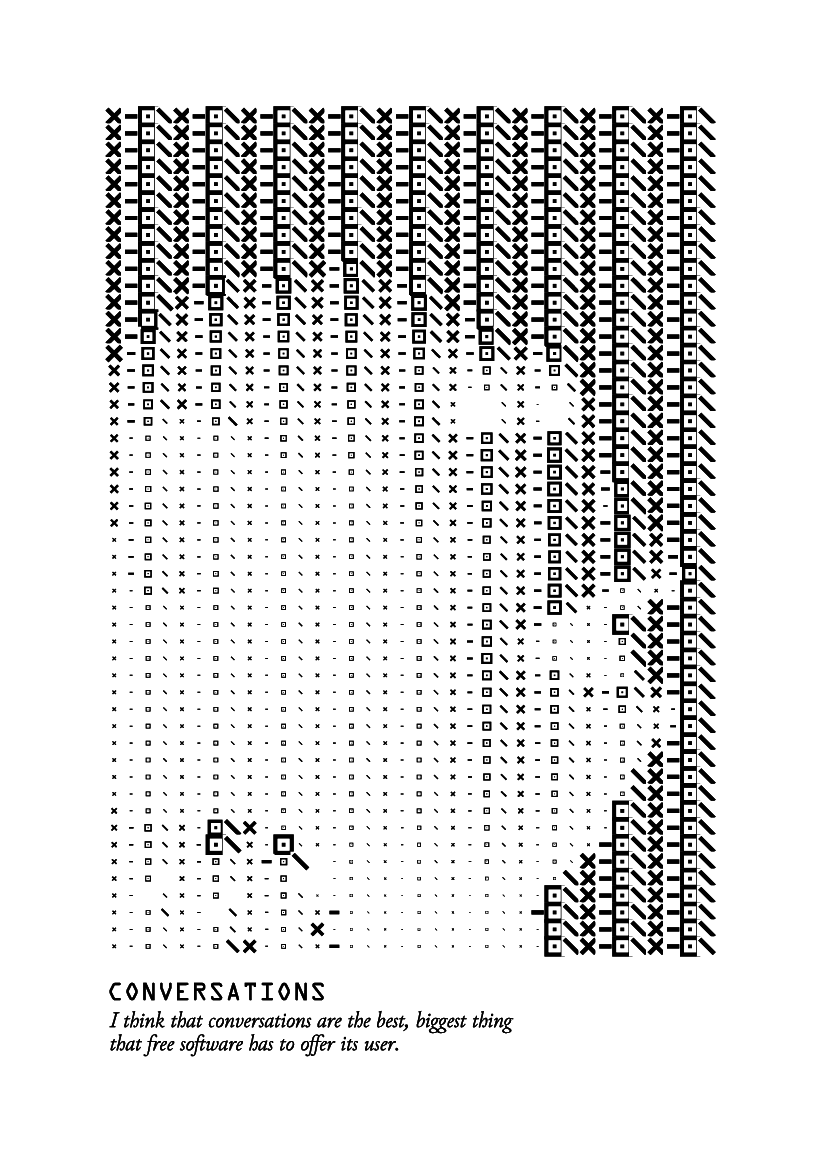 CONVERSATIONS
I think that conversations are the best, biggest thing
that free software has to offer its user.